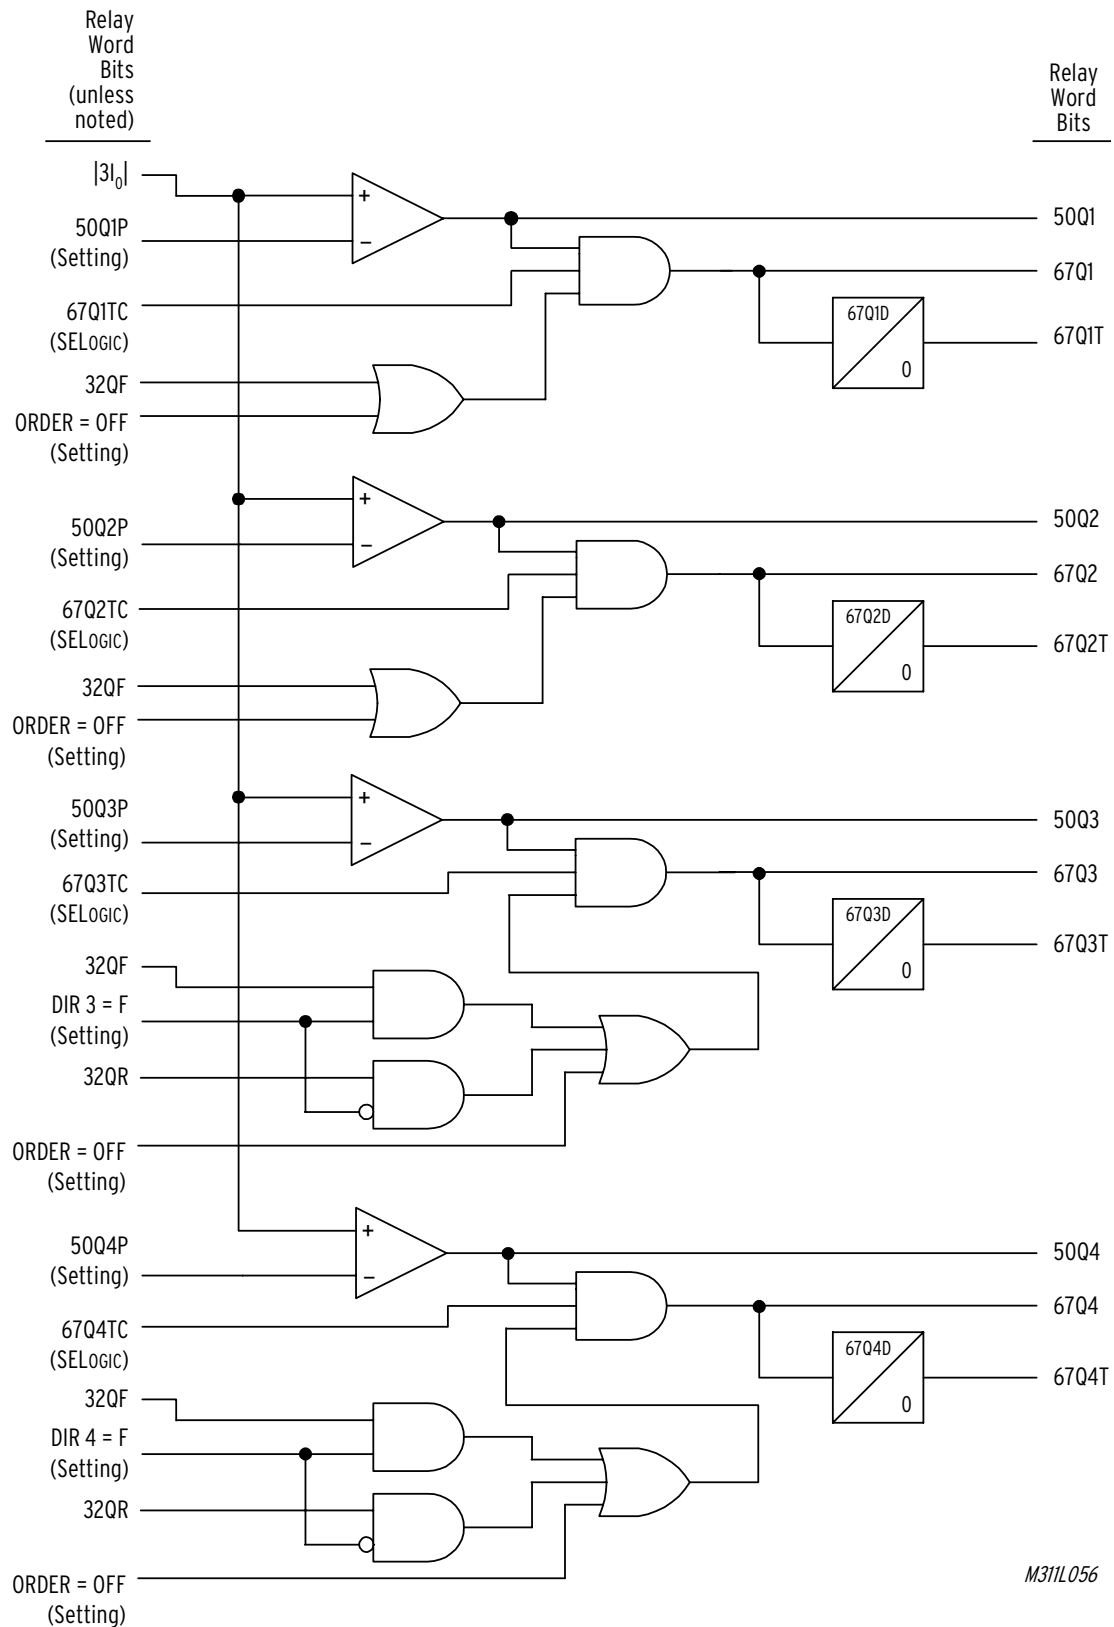 Relay
Word
Bits
(unless
noted)
Relay
Word
Bits
|3I₀|
+
50Q1P
(Setting)
−
50Q1
67Q1
67Q1TC
(SELOGIC)
67Q1D
0
67Q1T
32QF
ORDER = OFF
(Setting)
+
50Q2P
(Setting)
−
50Q2
67Q2
67Q2TC
(SELOGIC)
67Q2D
0
67Q2T
32QF
ORDER = OFF
(Setting)
+
50Q3P
(Setting)
−
50Q3
67Q3
67Q3TC
(SELOGIC)
67Q3D
0
67Q3T
32QF
DIR 3 = F
(Setting)
32QR
ORDER = OFF
(Setting)
+
50Q4P
(Setting)
−
50Q4
67Q4
67Q4TC
(SELOGIC)
67Q4D
0
67Q4T
32QF
DIR 4 = F
(Setting)
32QR
ORDER = OFF
(Setting)
M311L056